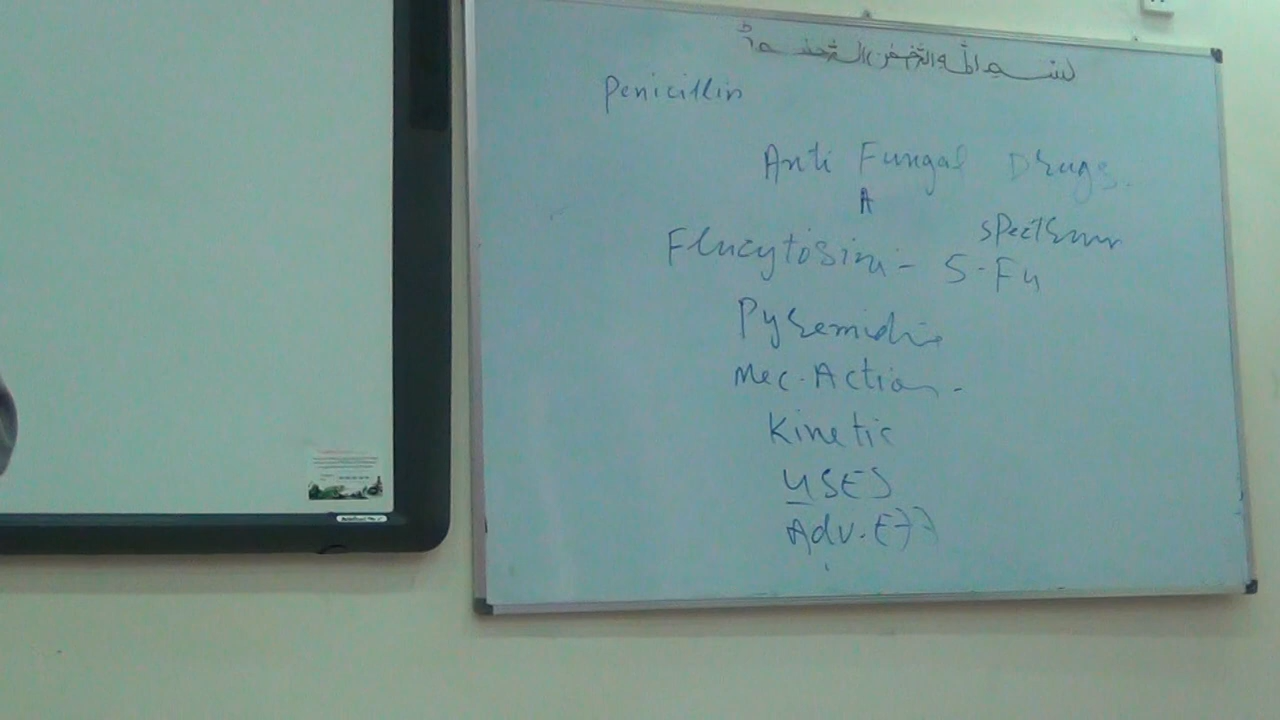 بسم الله الرحمن الرحيم
Penicillin
Anti Fungal Drugs.
A
spectrum
Flucytosin - 5-Fu
Pyremidin
Mec. Action -
Kinetic
USES
Adv. Eff